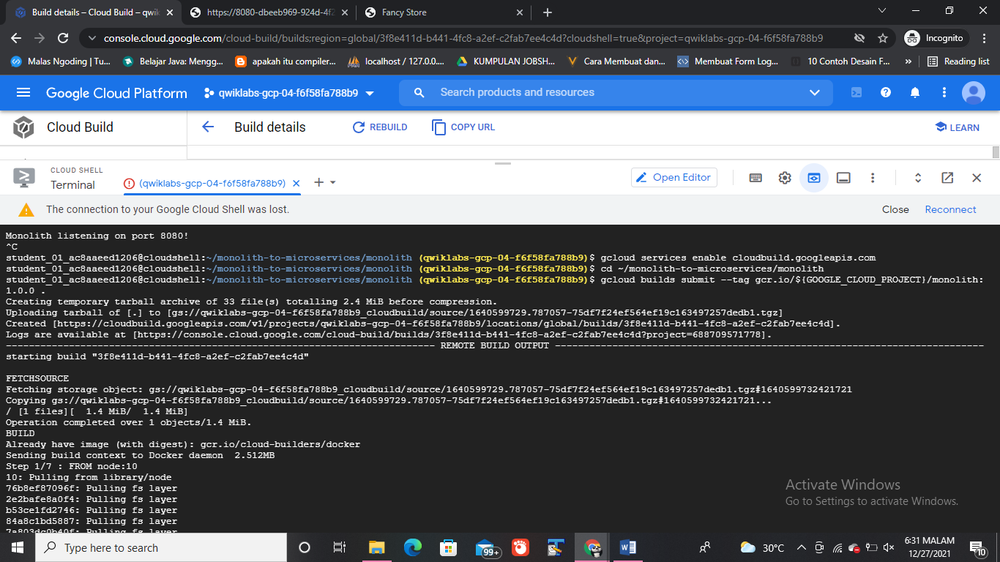 Build details – Cloud Build – qwik
https://8080-dbeeb969-924d-4f2
Fancy Store
console.cloud.google.com/cloud-build/builds;region=global/3f8e411d-b441-4fc8-a2ef-c2fab7ee4c4d?cloudshell=true&project=qwiklabs-gcp-04-f6f58fa788b9
Incognito
Malas Ngoding | Tu...
Belajar Java: Mengg...
apakah itu compiler...
localhost / 127.0.0....
KUMPULAN JOBSH...
Cara Membuat dan...
Membuat Form Log...
10 Contoh Desain F...
»
Reading list
Google Cloud Platform
qwiklabs-gcp-04-f6f58fa788b9
Search products and resources
Cloud Build
Build details
REBUILD
COPY URL
LEARN
CLOUD SHELL
Terminal
(qwiklabs-gcp-04-f6f58fa788b9)
Open Editor
The connection to your Google Cloud Shell was lost.
Close
Reconnect
Monolith listening on port 8080!
^C
student_01_ac8aaeed1206@cloudshell:~/monolith-to-microservices/monolith (qwiklabs-gcp-04-f6f58fa788b9)$ gcloud services enable cloudbuild.googleapis.com
student_01_ac8aaeed1206@cloudshell:~/monolith-to-microservices/monolith (qwiklabs-gcp-04-f6f58fa788b9)$ cd ~/monolith-to-microservices/monolith
student_01_ac8aaeed1206@cloudshell:~/monolith-to-microservices/monolith (qwiklabs-gcp-04-f6f58fa788b9)$ gcloud builds submit --tag gcr.io/${GOOGLE_CLOUD_PROJECT}/monolith:
1.0.0 .
Creating temporary tarball archive of 33 file(s) totalling 2.4 MiB before compression.
Uploading tarball of [.] to [gs://qwiklabs-gcp-04-f6f58fa788b9_cloudbuild/source/1640599729.787057-75df7f24ef564ef19c163497257dedb1.tgz]
Created [https://cloudbuild.googleapis.com/v1/projects/qwiklabs-gcp-04-f6f58fa788b9/locations/global/builds/3f8e411d-b441-4fc8-a2ef-c2fab7ee4c4d].
Logs are available at [https://console.cloud.google.com/cloud-build/builds/3f8e411d-b441-4fc8-a2ef-c2fab7ee4c4d?project=688709571778].
--------------------------------------------------------------------------- REMOTE BUILD OUTPUT ---------------------------------------------------------------------------
starting build "3f8e411d-b441-4fc8-a2ef-c2fab7ee4c4d"
FETCHSOURCE
Fetching storage object: gs://qwiklabs-gcp-04-f6f58fa788b9_cloudbuild/source/1640599729.787057-75df7f24ef564ef19c163497257dedb1.tgz#1640599732421721
Copying gs://qwiklabs-gcp-04-f6f58fa788b9_cloudbuild/source/1640599729.787057-75df7f24ef564ef19c163497257dedb1.tgz#1640599732421721...
/ [1 files][  1.4 MiB/  1.4 MiB]
Operation completed over 1 objects/1.4 MiB.
BUILD
Already have image (with digest): gcr.io/cloud-builders/docker
Sending build context to Docker daemon  2.512MB
Step 1/7 : FROM node:10
10: Pulling from library/node
76b8ef87096f: Pulling fs layer
2e2bafe8a0f4: Pulling fs layer
b53ce1fd2746: Pulling fs layer
84a8c1bd5887: Pulling fs layer
7a803dc0b40f: Pulling fs layer
Activate Windows
Go to Settings to activate Windows.
Type here to search
99+
30°C
6:31 MALAM
12/27/2021
10